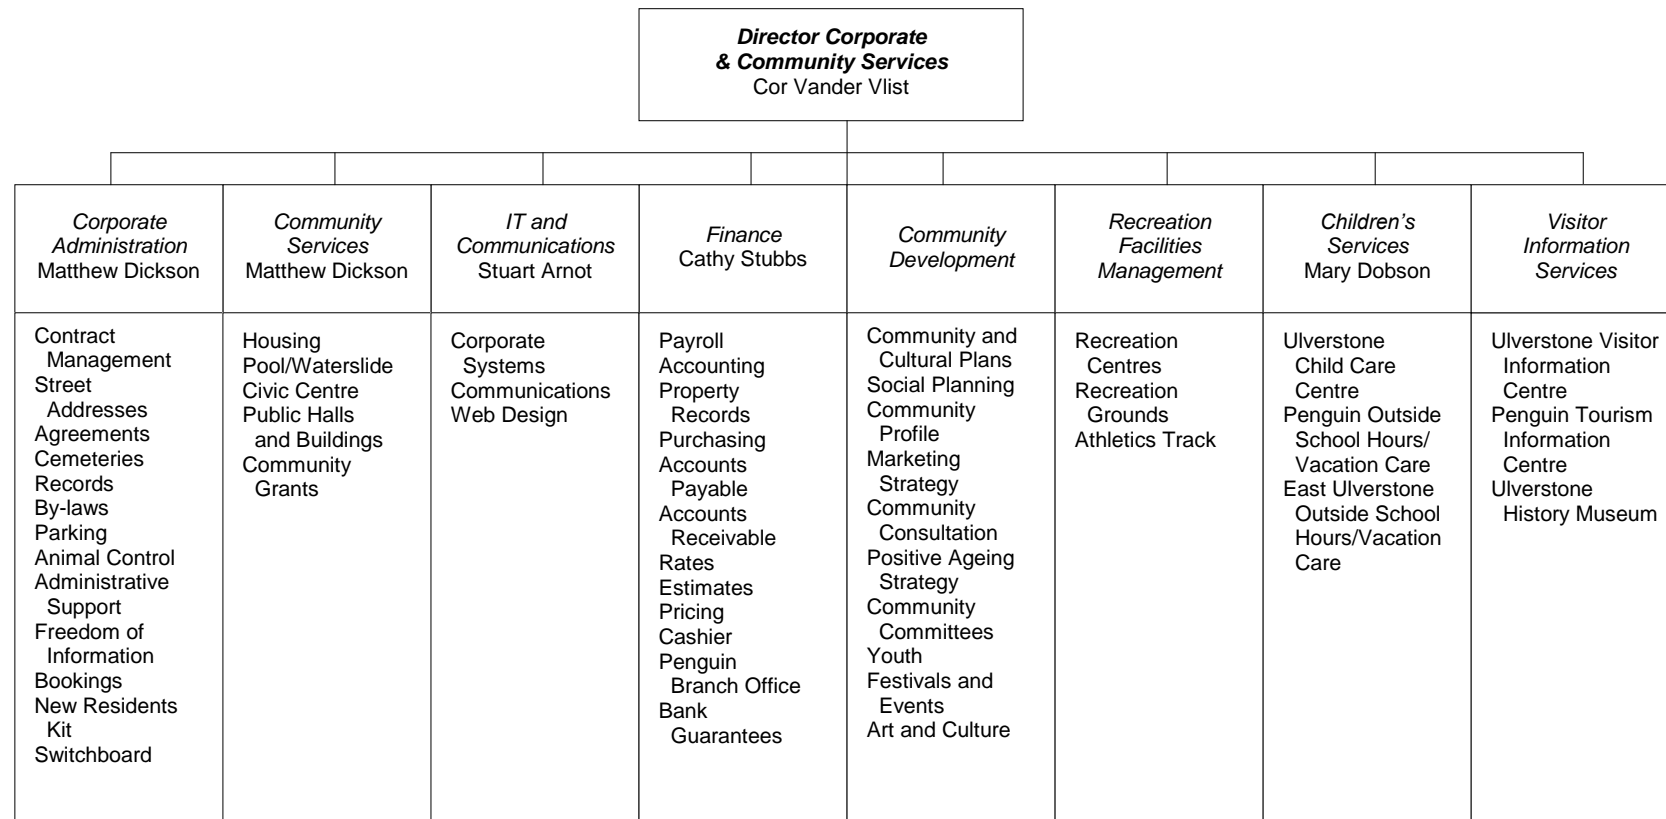 Director Corporate
& Community Services
Cor Vander Vlist
Corporate
Administration
Matthew Dickson
Contract
Management
Street
Addresses
Agreements
Cemeteries
Records
By-laws
Parking
Animal Control
Administrative
Support
Freedom of
Information
Bookings
New Residents
Kit
Switchboard
Community
Services
Matthew Dickson
Housing
Pool/Waterslide
Civic Centre
Public Halls
and Buildings
Community
Grants
IT and
Communications
Stuart Arnot
Corporate
Systems
Communications
Web Design
Finance
Cathy Stubbs
Payroll
Accounting
Property
Records
Purchasing
Accounts
Payable
Accounts
Receivable
Rates
Estimates
Pricing
Cashier
Penguin
Branch Office
Bank
Guarantees
Community
Development
Community and
Cultural Plans
Social Planning
Community
Profile
Marketing
Strategy
Community
Consultation
Positive Ageing
Strategy
Community
Committees
Youth
Festivals and
Events
Art and Culture
Recreation
Facilities
Management
Recreation
Centres
Recreation
Grounds
Athletics Track
Children’s
Services
Mary Dobson
Ulverstone
Child Care
Centre
Penguin Outside
School Hours/
Vacation Care
East Ulverstone
Outside School
Hours/Vacation
Care
Visitor
Information
Services
Ulverstone Visitor
Information
Centre
Penguin Tourism
Information
Centre
Ulverstone
History Museum